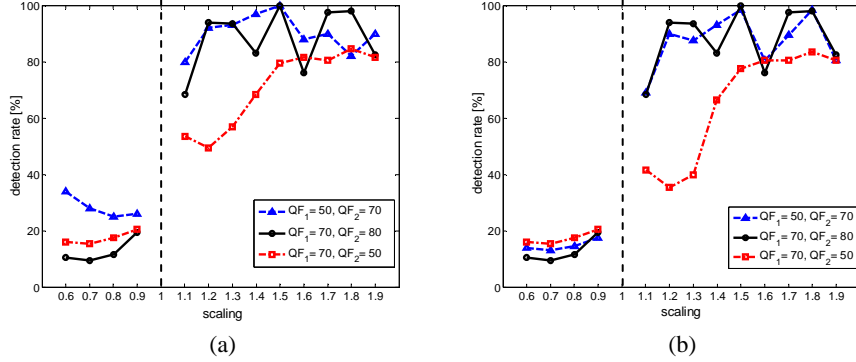 100
80
60
40
20
0
detection rate [%]
0.6 0.7 0.8 0.9 1 1.1 1.2 1.3 1.4 1.5 1.6 1.7 1.8 1.9
scaling
QF1= 50, QF2= 70
QF1= 70, QF2= 80
QF1= 70, QF2= 50
(a)
100
80
60
40
20
0
detection rate [%]
0.6 0.7 0.8 0.9 1 1.1 1.2 1.3 1.4 1.5 1.6 1.7 1.8 1.9
scaling
QF1= 50, QF2= 70
QF1= 70, QF2= 80
QF1= 70, QF2= 50
(b)